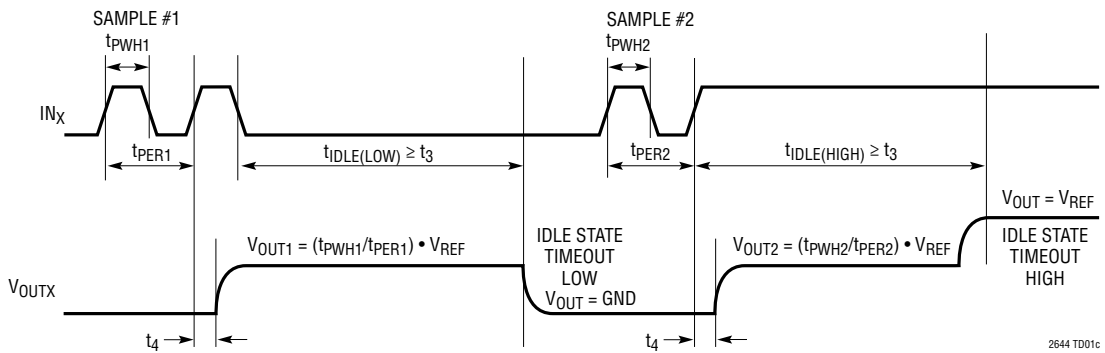 SAMPLE #1
SAMPLE #2
tPWH1
tPWH2
INX
tPER1
tIDLE(LOW) ≥ t3
tPER2
tIDLE(HIGH) ≥ t3
VOUT = VREF
VOUT1 = (tPWH1/tPER1) • VREF
IDLE STATE
TIMEOUT
LOW
VOUT = GND
VOUT2 = (tPWH2/tPER2) • VREF
IDLE STATE
TIMEOUT
HIGH
VOUTX
t4
t4
2644 TD01c